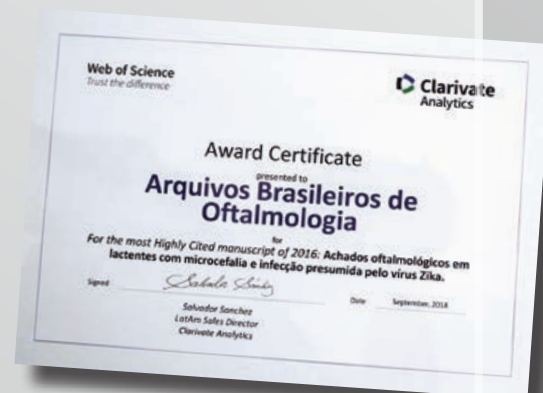 Web of Science
Trust the difference
Clarivate
Analytics
Award Certificate
presented to
Arquivos Brasileiros de
Oftalmologia
for
For the most Highly Cited manuscript of 2016: Achados oftalmológicos em
lactentes com microcefalia e infecção presumida pelo vírus Zika.
Signed
Salvador Sánchez
Date
September, 2018
Salvador Sanchez
LatAm Sales Director
Clarivate Analytics